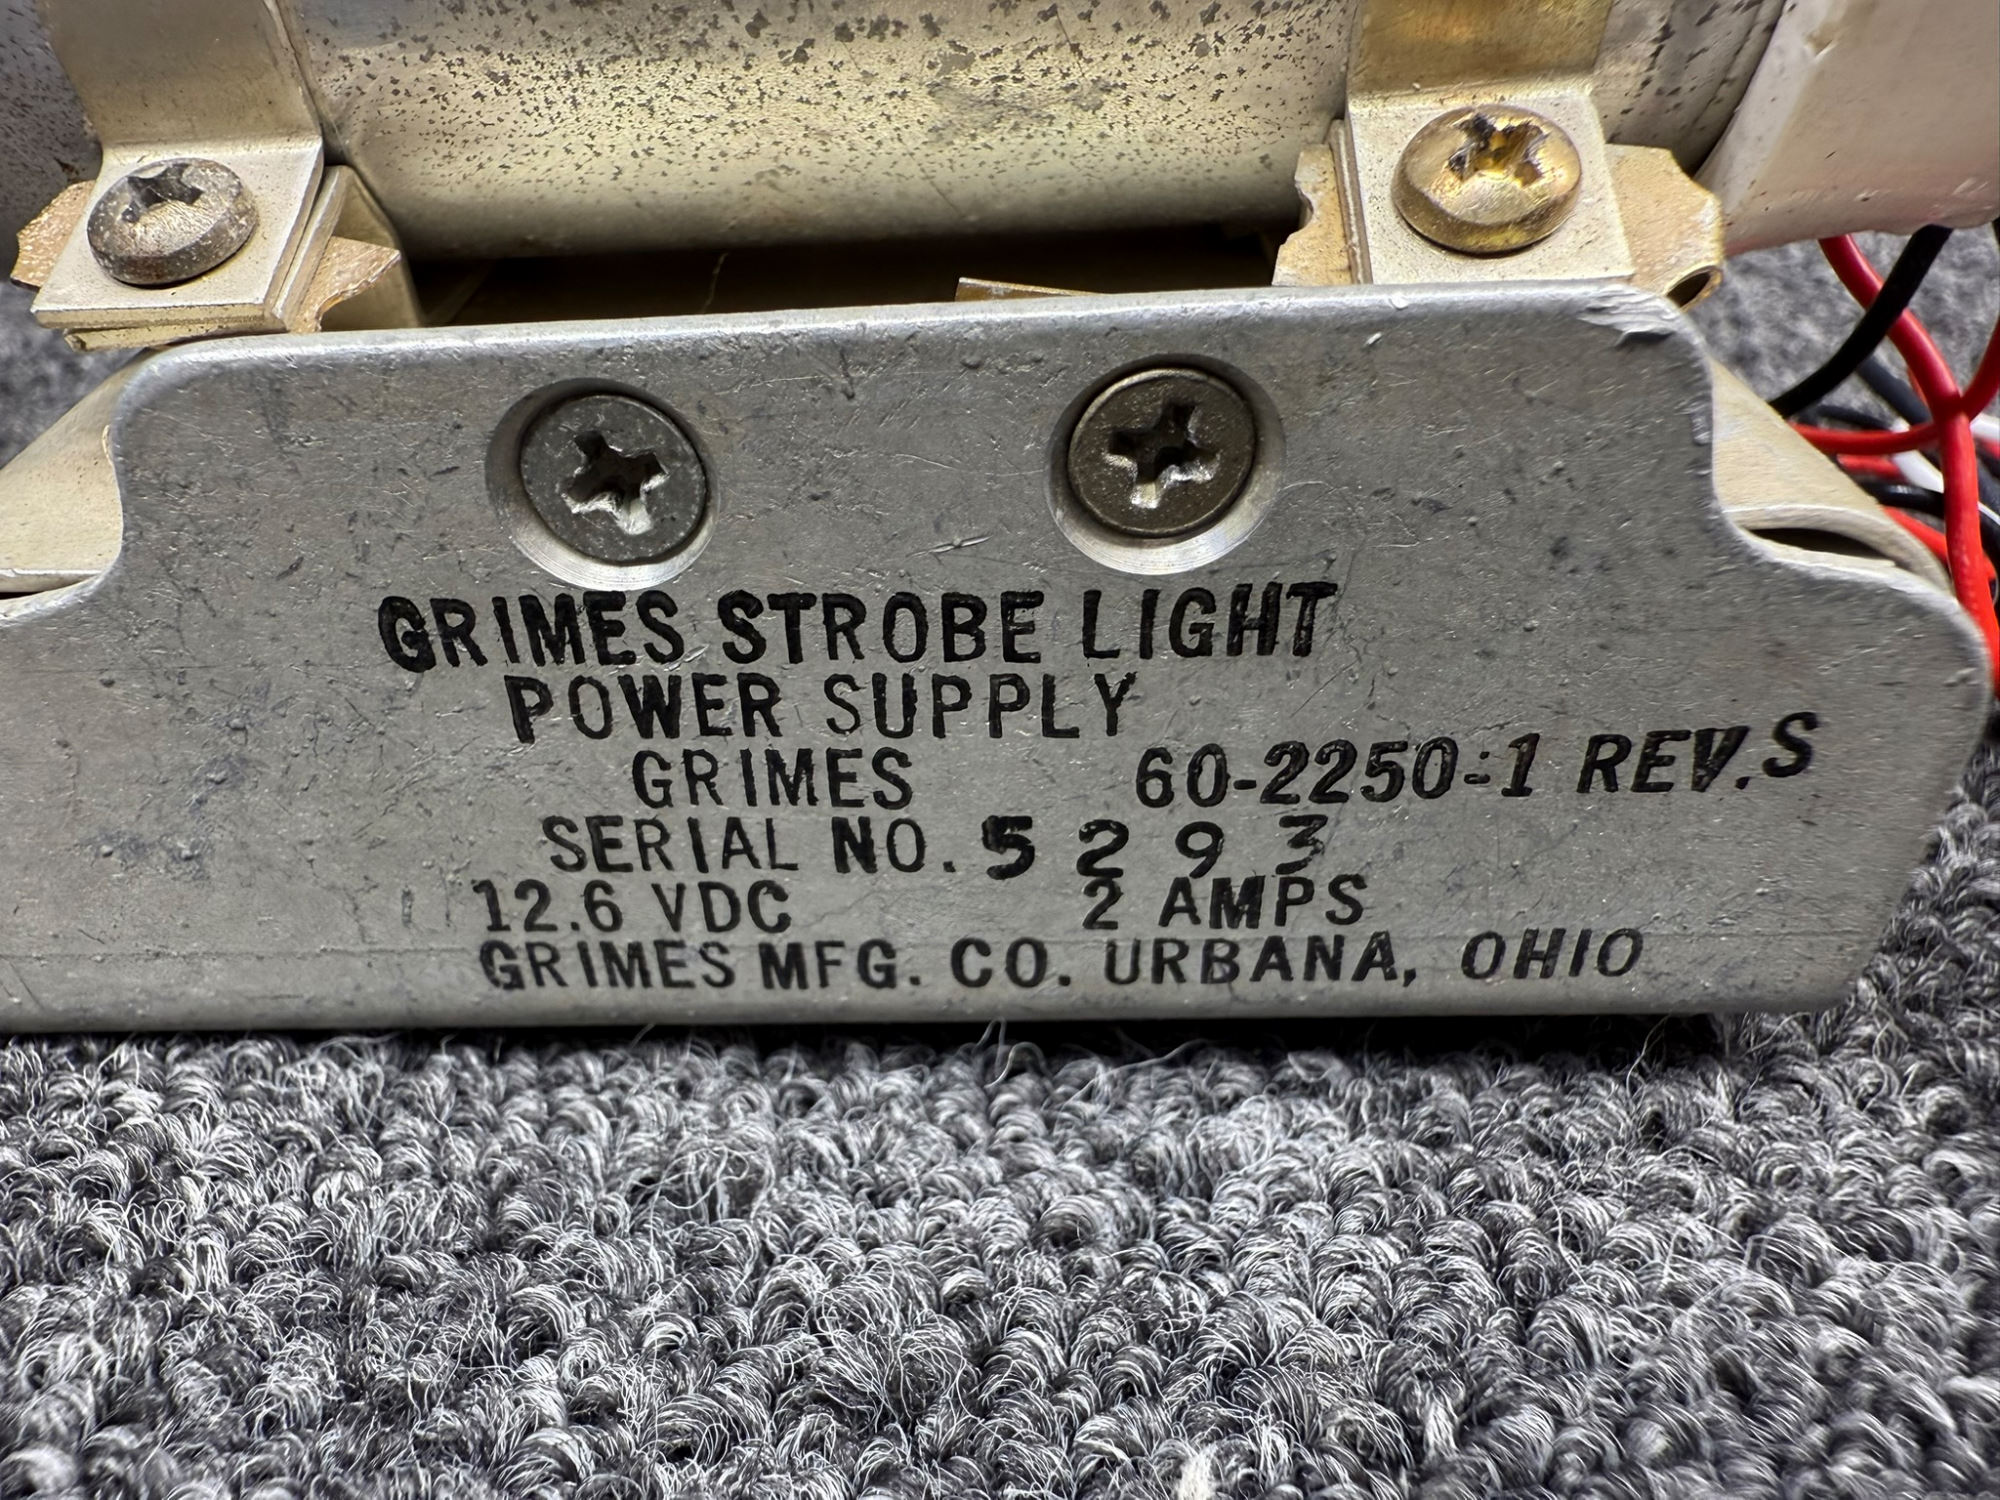 GRIMES STROBE LIGHT
POWER SUPPLY
GRIMES 60-2250-1 REV.S
SERIAL NO. 5293
12.6 VDC 2 AMPS
GRIMES MFG. CO. URBANA, OHIO